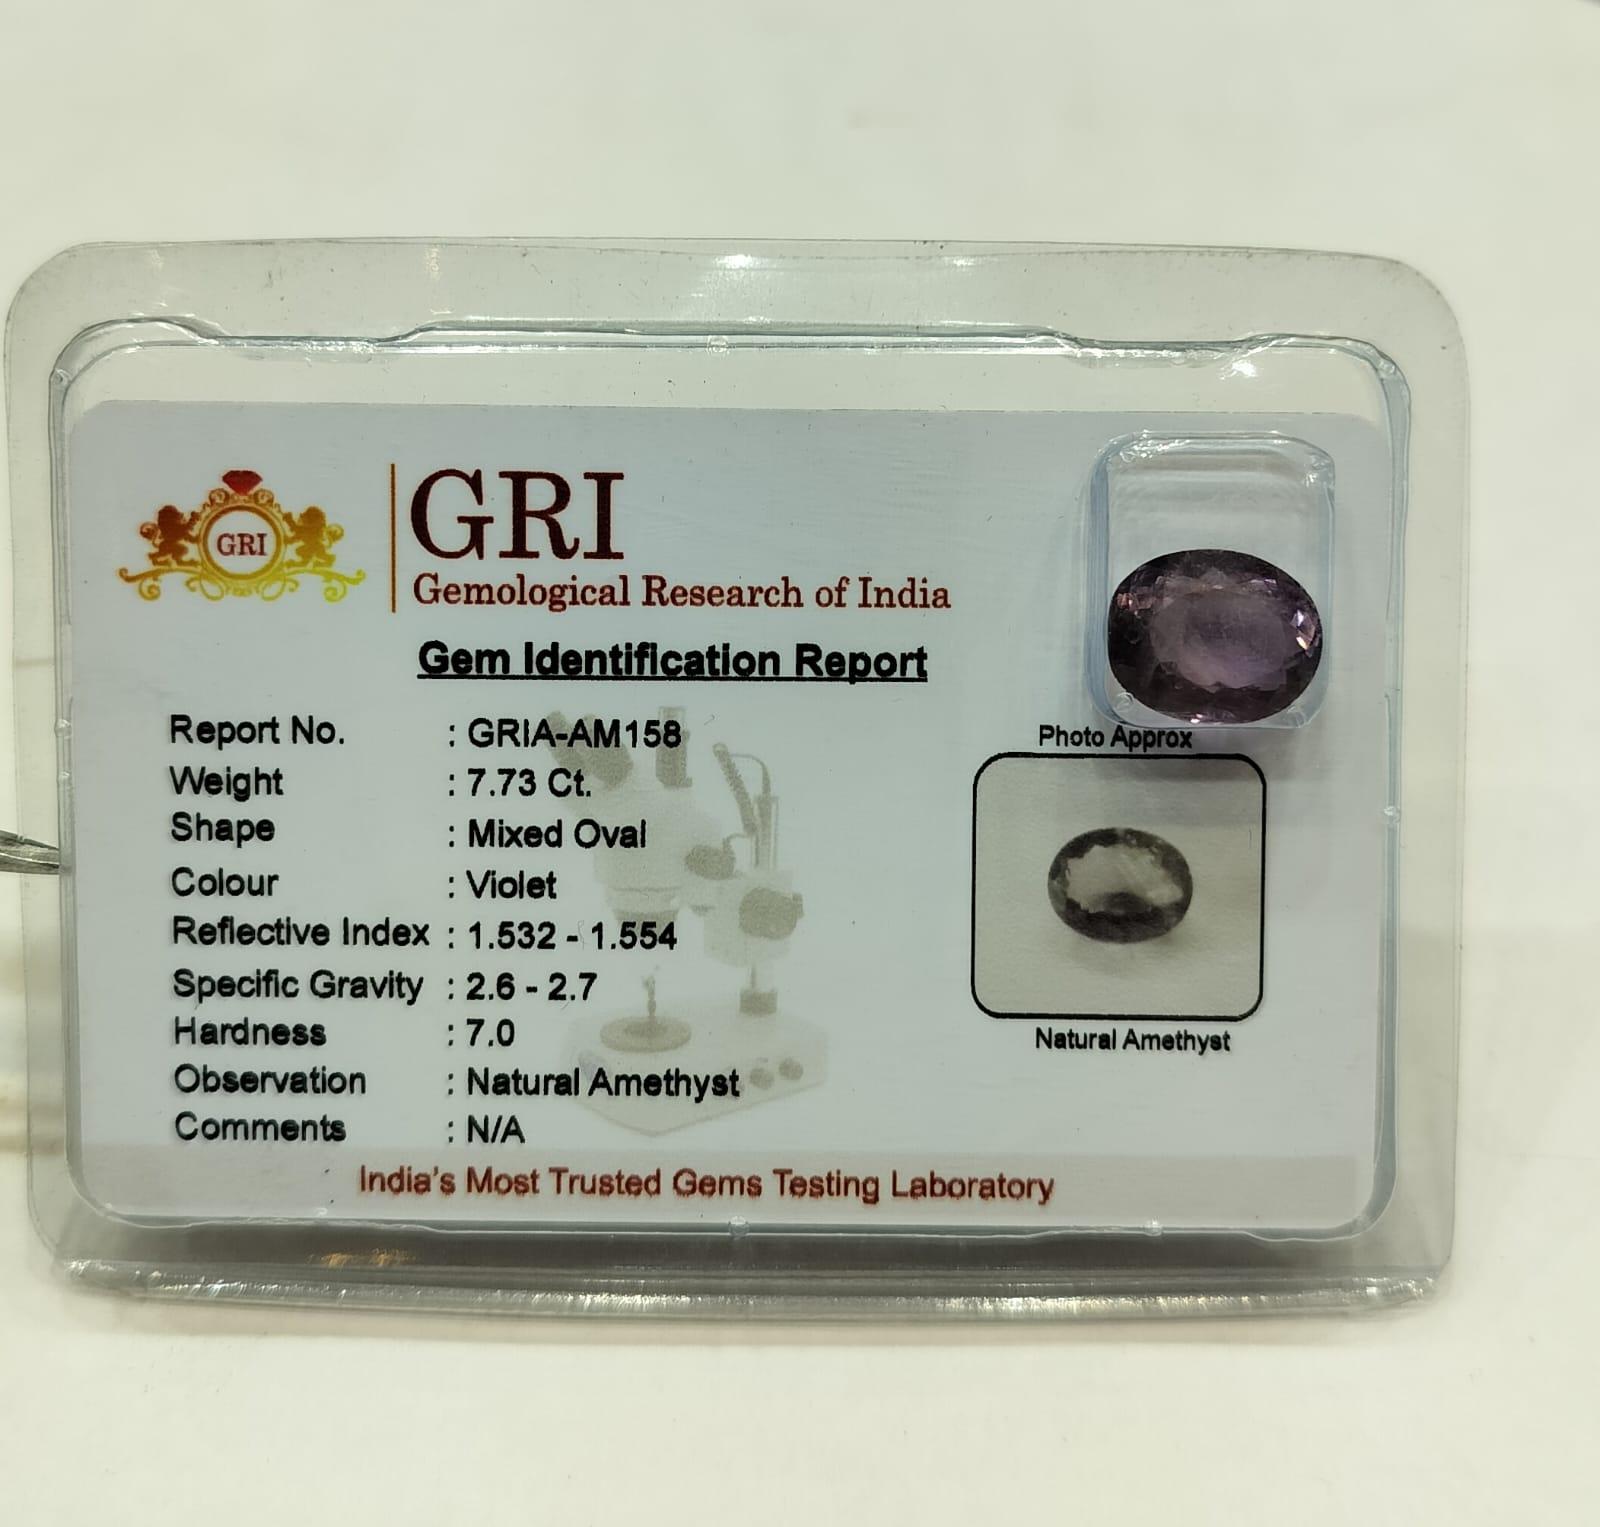 GRI
GRI
Gemological Research of India
Gem Identification Report
Report No. : GRIA-AM158
Weight : 7.73 Ct.
Shape : Mixed Oval
Colour : Violet
Reflective Index : 1.532 - 1.554
Specific Gravity : 2.6 - 2.7
Hardness : 7.0
Observation : Natural Amethyst
Comments : N/A
Photo Approx
Natural Amethyst
India's Most Trusted Gems Testing Laboratory